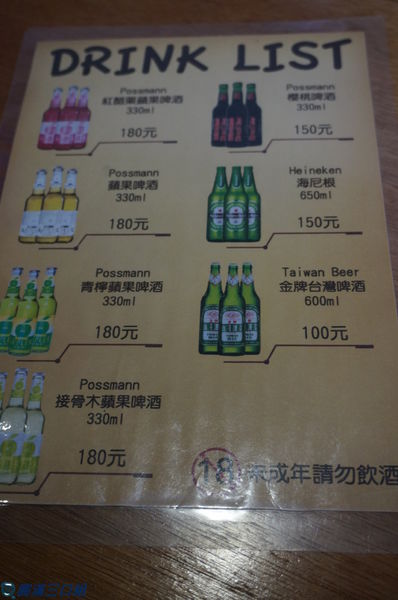 DRINK LIST
Possmann
紅醋栗蘋果啤酒
330ml
180元
Possmann
蘋果啤酒
330ml
180元
Possmann
青檸蘋果啤酒
330ml
180元
Possmann
接骨木蘋果啤酒
330ml
180元
Possmann
櫻桃啤酒
330ml
150元
Heineken
海尼根
650ml
150元
Taiwan Beer
金牌台灣啤酒
600ml
100元
18 未成年請勿飲酒